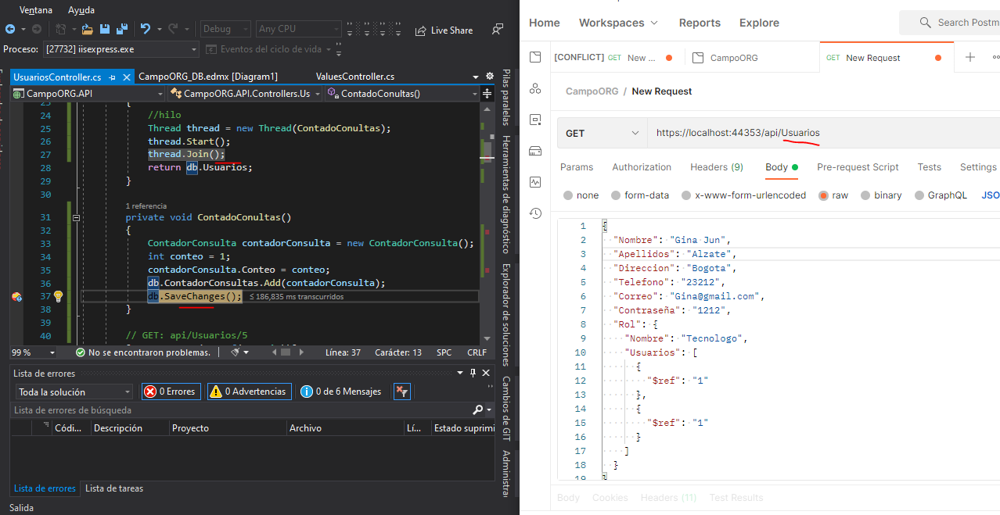 Ventana Ayuda
Debug Any CPU Live Share
Proceso: [27732] iisexpress.exe Eventos del ciclo de vida
UsuariosController.cs CampoORG_DB.edmx [Diagram1] ValuesController.cs
CampoORG.API CampoORG.API.Controllers.Us ContadoConultas()
23 {
24 //hilo
25 Thread thread = new Thread(ContadoConultas);
26 thread.Start();
27 thread.Join();
28 return db.Usuarios;
29 }
30
1 referencia
31 private void ContadoConultas()
32 {
33 ContadorConsulta contadorConsulta = new ContadorConsulta();
34 int conteo = 1;
35 contadorConsulta.Conteo = conteo;
36 db.ContadorConsultas.Add(contadorConsulta);
37 db.SaveChanges(); ≤ 186,835 ms transcurridos
38 }
39
40 // GET: api/Usuarios/5
99 % No se encontraron problemas. Línea: 37 Carácter: 13 SPC CRLF
Lista de errores
Toda la solución 0 Errores 0 Advertencias 0 de 6 Mensajes
Lista de errores de búsqueda
Códi... Descripción Proyecto Archivo Lí... Estado suprimi
Lista de errores Lista de tareas
Salida
Pilas paralelas
Herramientas de diagnóstico
Explorador de soluciones
Cambios de GIT
Administrar
Home Workspaces Reports Explore Search Postm
[CONFLICT] GET New ... CampoORG GET New Request
CampoORG / New Request
GET https://localhost:44353/api/Usuarios
Params Authorization Headers (9) Body Pre-request Script Tests Settings
none form-data x-www-form-urlencoded raw binary GraphQL JSO
1 {
2 "Nombre": "Gina Jun",
3 "Apellidos": "Alzate",
4 "Direccion": "Bogota",
5 "Telefono": "23212",
6 "Correo": "Gina@gmail.com",
7 "Contraseña": "1212",
8 "Rol": {
9 "Nombre": "Tecnologo",
10 "Usuarios": [
11 {
12 "$ref": "1"
13 },
14 {
15 "$ref": "1"
16 }
17 ]
18 }
19 }
Body Cookies Headers (11) Test Results